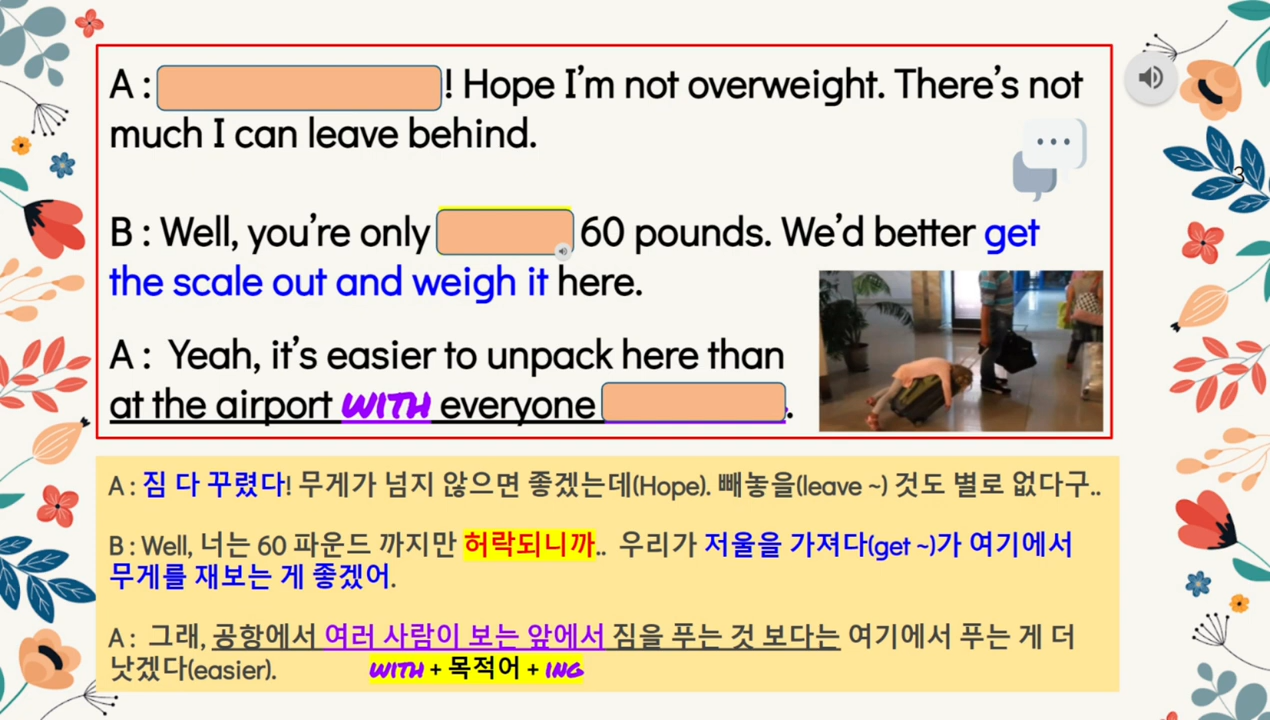 A : ! Hope I'm not overweight. There's not
much I can leave behind.
B : Well, you're only 60 pounds. We'd better get
the scale out and weigh it here.
A : Yeah, it's easier to unpack here than
at the airport WITH everyone .
3
A : 짐 다 꾸렸다! 무게가 넘지 않으면 좋겠는데(Hope). 빼놓을(leave ~) 것도 별로 없다구..
B : Well, 너는 60 파운드 까지만 허락되니까.. 우리가 저울을 가져다(get ~)가 여기에서
무게를 재보는 게 좋겠어.
A : 그래, 공항에서 여러 사람이 보는 앞에서 짐을 푸는 것 보다는 여기에서 푸는 게 더
낫겠다(easier).
WITH + 목적어 + ING